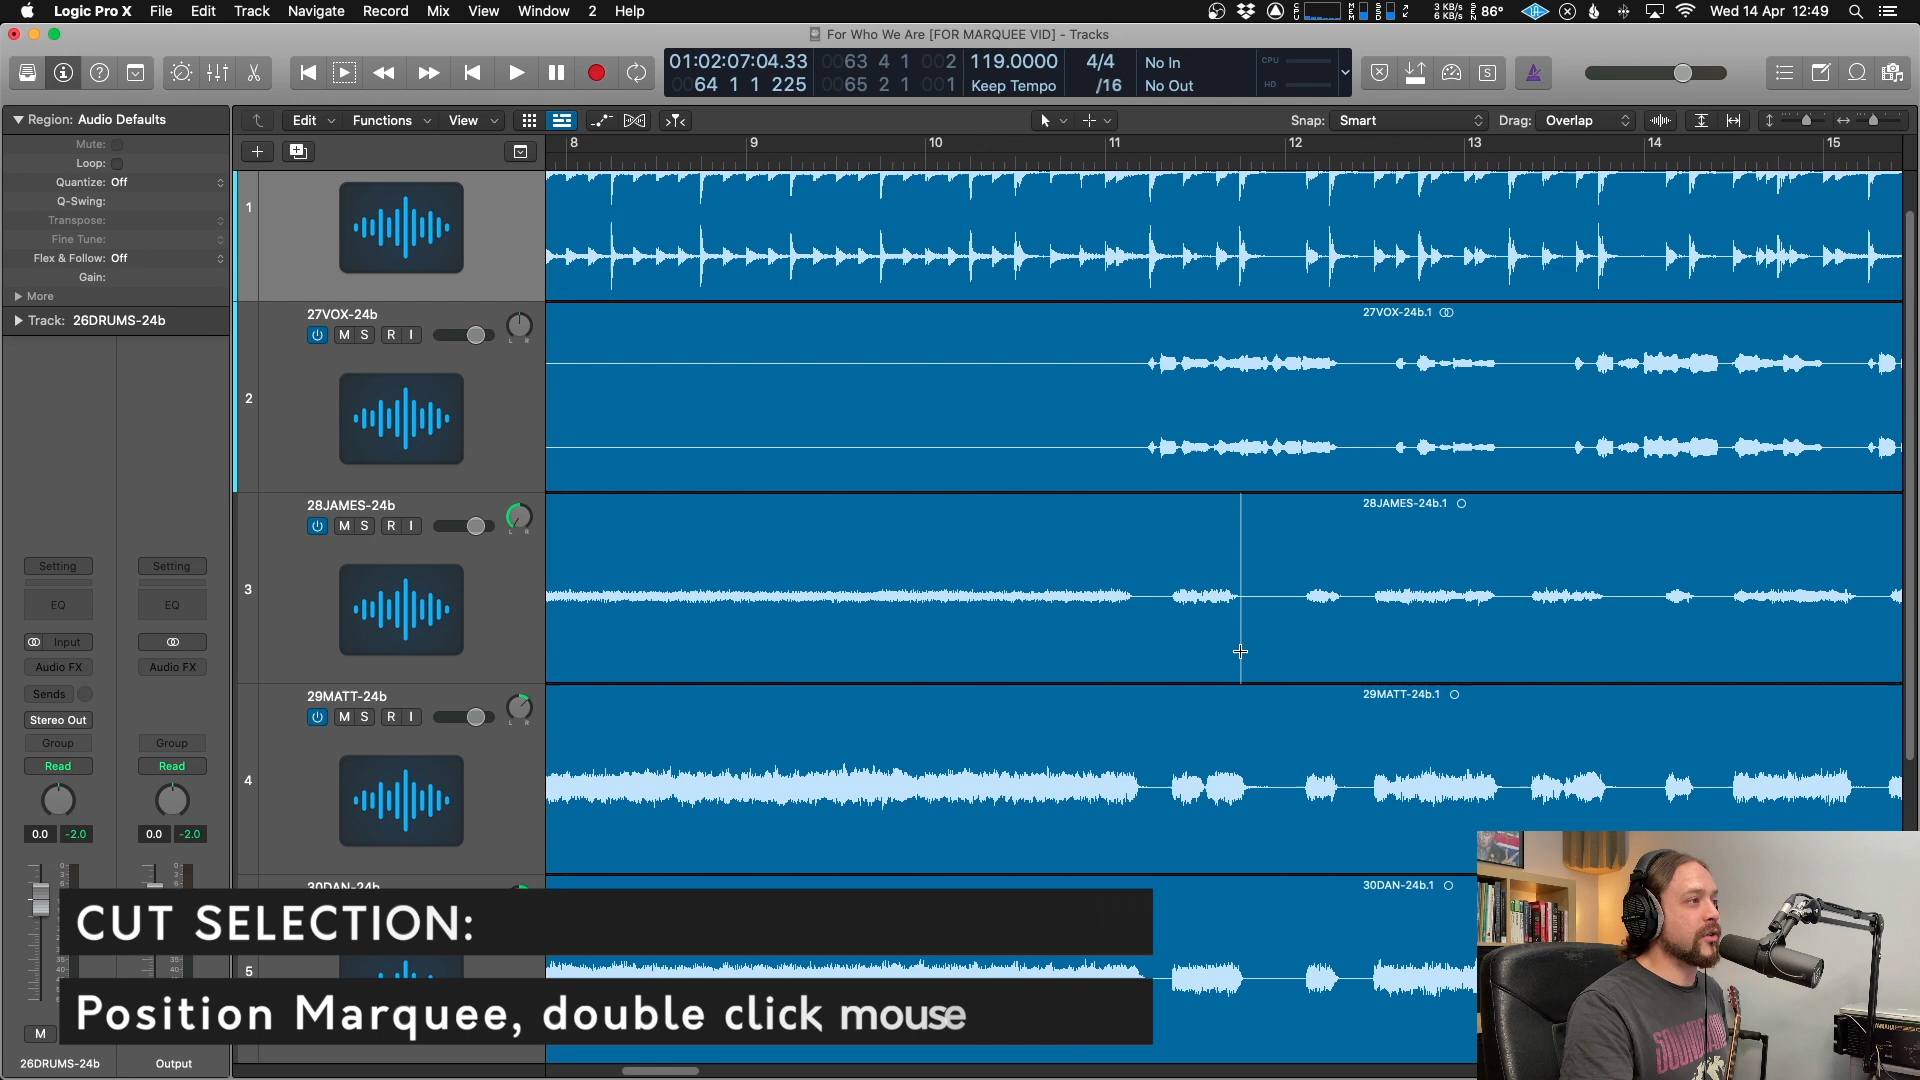 Logic Pro X File Edit Track Navigate Record Mix View Window 2 Help
3 KB/s
6 KB/s
86°
Wed 14 Apr 12:49
For Who We Are [FOR MARQUEE VID] - Tracks
01:02:07:04.33 0063 4 1 002 119.0000 4/4 No In CPU
0064 1 1 225 0065 2 1 001 Keep Tempo /16 No Out HD
S
Region: Audio Defaults
Edit Functions View
Snap: Smart Drag: Overlap
8 9 10 11 12 13 14 15
Mute:
Loop:
Quantize: Off
Q-Swing:
Transpose:
Fine Tune:
Flex & Follow: Off
Gain:
More
Track: 26DRUMS-24b
1
27VOX-24b
M S R I
L R
2
27VOX-24b.1
28JAMES-24b
M S R I
L R
3
28JAMES-24b.1
29MATT-24b
M S R I
L R
4
29MATT-24b.1
30DAN-24b
5
30DAN-24b.1
Setting Setting
EQ EQ
Input
Audio FX Audio FX
Sends
Stereo Out
Group Group
Read Read
0.0 -2.0 0.0 -2.0
M
26DRUMS-24b Output
CUT SELECTION:
Position Marquee, double click mouse
YAMAHA